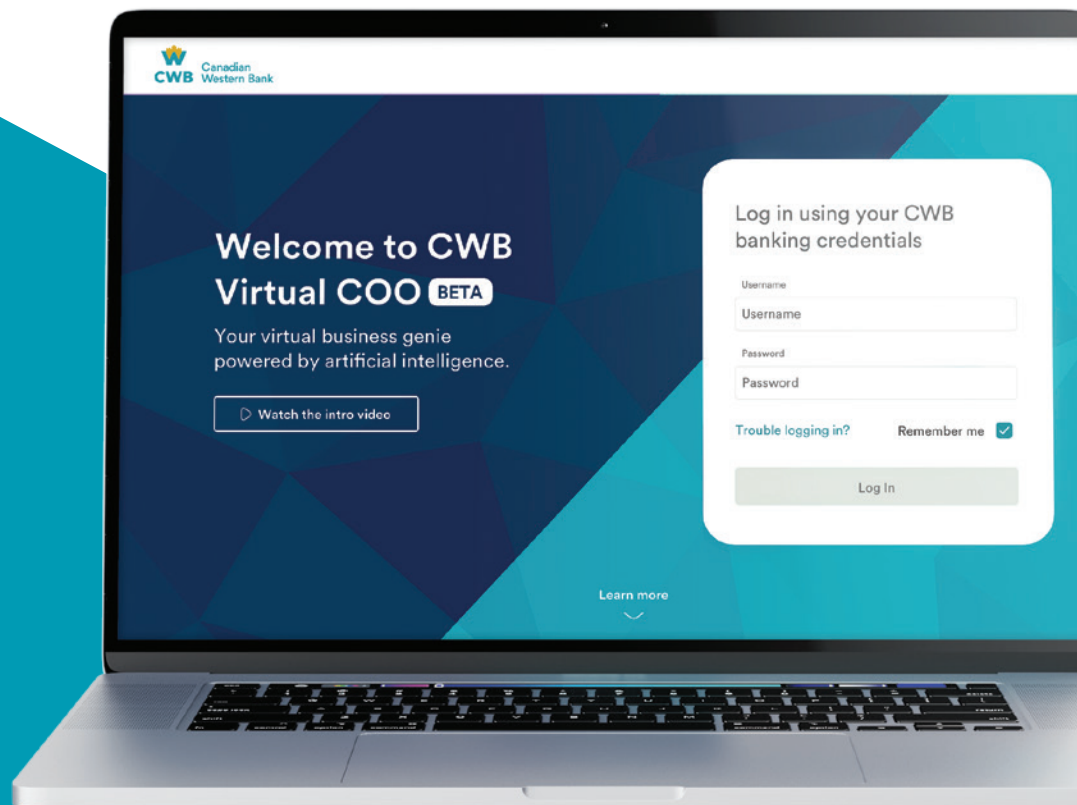 CWB
Canadian
Western Bank
Welcome to CWB
Virtual COO BETA
Your virtual business genie
powered by artificial intelligence.
Watch the intro video
Log in using your CWB
banking credentials
Username
Username
Password
Password
Trouble logging in?
Remember me
Log In
Learn more